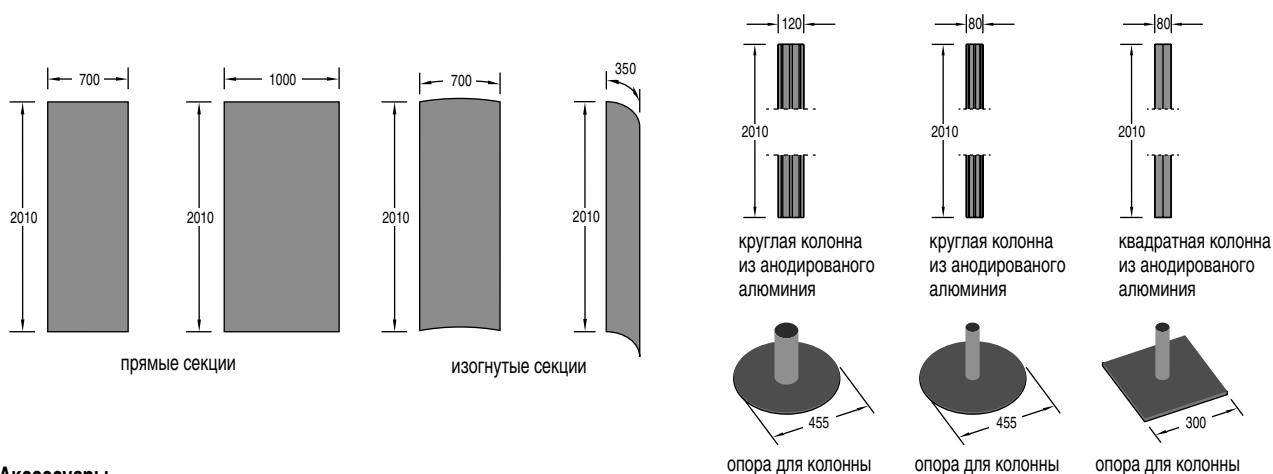 700
1000
700
350
2010
2010
2010
2010
прямые секции
изогнутые секции
120
80
80
2010
2010
2010
круглая колонна
из анодированого
алюминия
круглая колонна
из анодированого
алюминия
квадратная колонна
из анодированого
алюминия
455
455
300
опора для колонны
опора для колонны
опора для колонны
Аксессуары